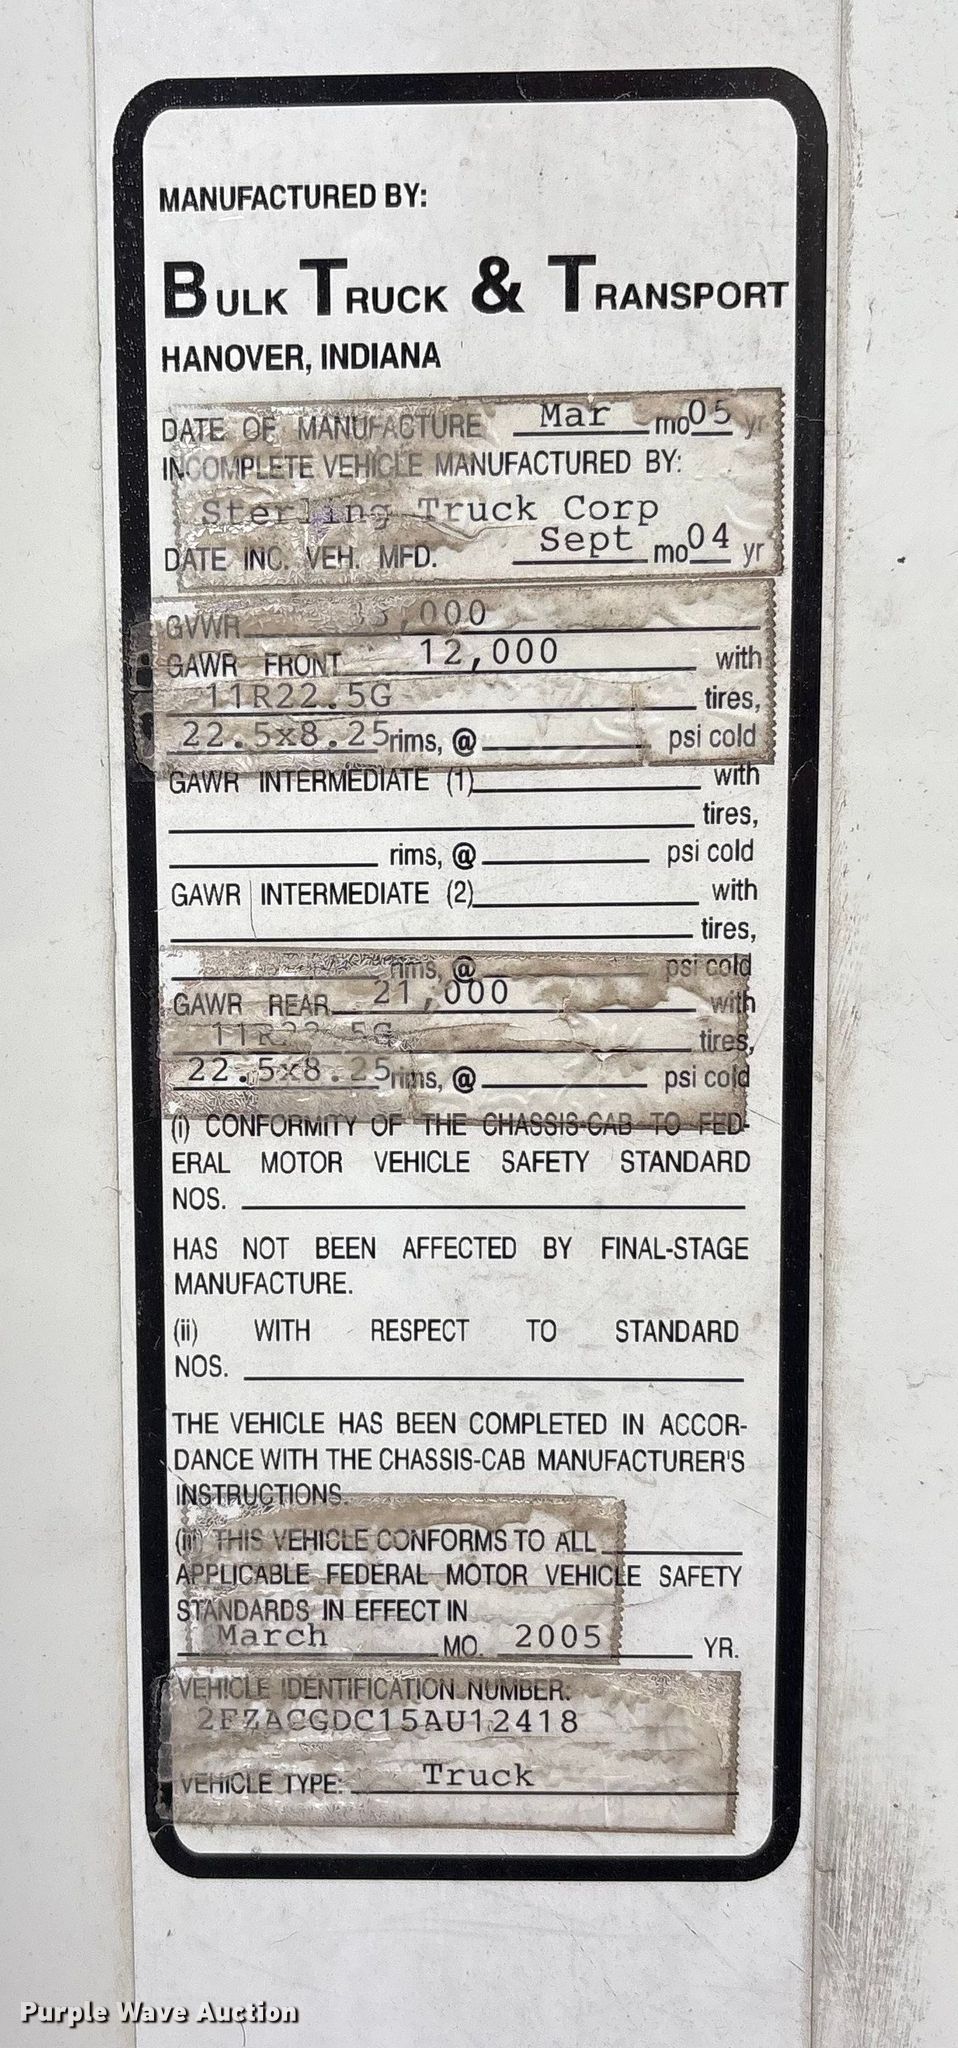 MANUFACTURED BY:
BULK TRUCK & TRANSPORT
HANOVER, INDIANA
DATE OF MANUFACTURE Mar mo 05 yr
INCOMPLETE VEHICLE MANUFACTURED BY:
Sterling Truck Corp
DATE INC. VEH. MFD. Sept mo 04 yr
GVWR 33,000
GAWR FRONT 12,000 with
11R22.5G tires,
22.5x8.25 rims, @ psi cold
GAWR INTERMEDIATE (1) with
tires,
rims, @ psi cold
GAWR INTERMEDIATE (2) with
tires,
rims, @ psi cold
GAWR REAR 21,000 with
11R22.5G tires,
22.5x8.25 rims, @ psi cold
(i) CONFORMITY OF THE CHASSIS-CAB TO FED-
ERAL MOTOR VEHICLE SAFETY STANDARD
NOS.
HAS NOT BEEN AFFECTED BY FINAL-STAGE
MANUFACTURE.
(ii) WITH RESPECT TO STANDARD
NOS.
THE VEHICLE HAS BEEN COMPLETED IN ACCOR-
DANCE WITH THE CHASSIS-CAB MANUFACTURER'S
INSTRUCTIONS.
(iii) THIS VEHICLE CONFORMS TO ALL
APPLICABLE FEDERAL MOTOR VEHICLE SAFETY
STANDARDS IN EFFECT IN
March MO. 2005 YR.
VEHICLE IDENTIFICATION NUMBER:
2FZACGDC15AU12418
VEHICLE TYPE: Truck
Purple Wave Auction